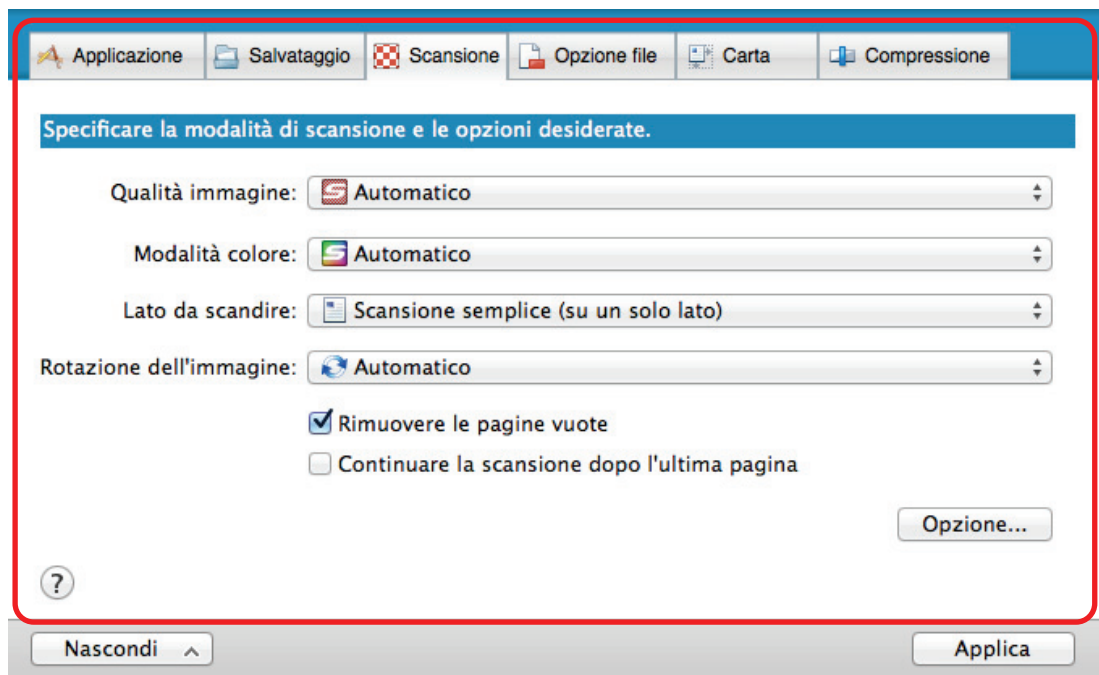 Applicazione Salvataggio Scansione Opzione file Carta Compressione
Specificare la modalità di scansione e le opzioni desiderate.
Qualità immagine: Automatico
Modalità colore: Automatico
Lato da scandire: Scansione semplice (su un solo lato)
Rotazione dell'immagine: Automatico
Rimuovere le pagine vuote
Continuare la scansione dopo l'ultima pagina
Opzione...
?
Nascondi Applica